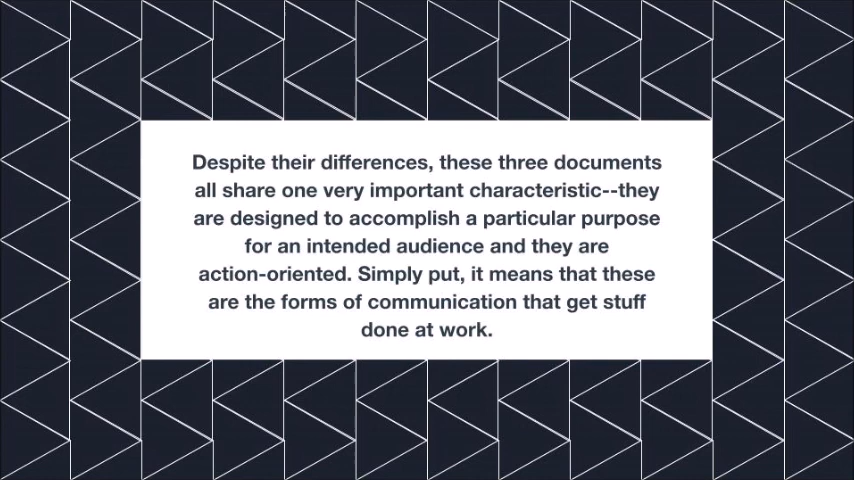 Despite their differences, these three documents
all share one very important characteristic--they
are designed to accomplish a particular purpose
for an intended audience and they are
action-oriented. Simply put, it means that these
are the forms of communication that get stuff
done at work.